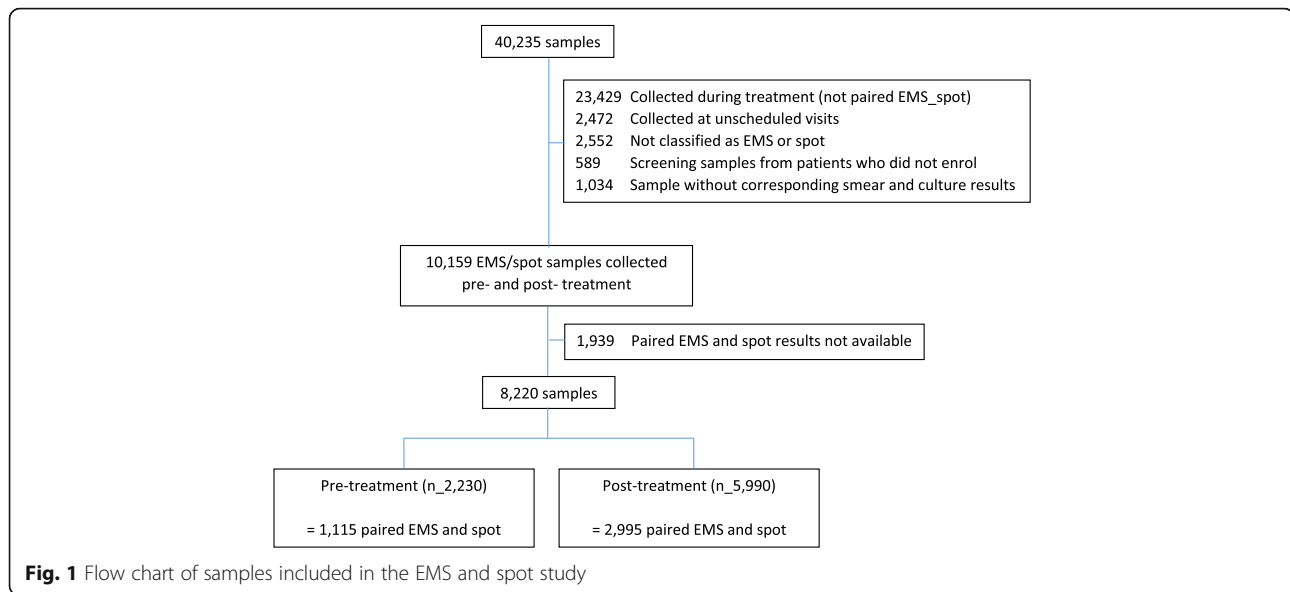 40,235 samples
23,429 Collected during treatment (not paired EMS_spot)
2,472 Collected at unscheduled visits
2,552 Not classified as EMS or spot
589 Screening samples from patients who did not enrol
1,034 Sample without corresponding smear and culture results
10,159 EMS/spot samples collected
pre- and post- treatment
1,939 Paired EMS and spot results not available
8,220 samples
Pre-treatment (n_2,230)
= 1,115 paired EMS and spot
Post-treatment (n_5,990)
= 2,995 paired EMS and spot
Fig. 1 Flow chart of samples included in the EMS and spot study